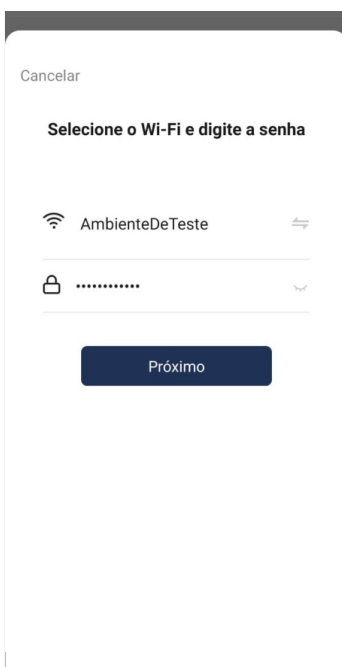 Cancelar
Selecione o Wi-Fi e digite a senha
AmbienteDeTeste
••••••••••••
Próximo